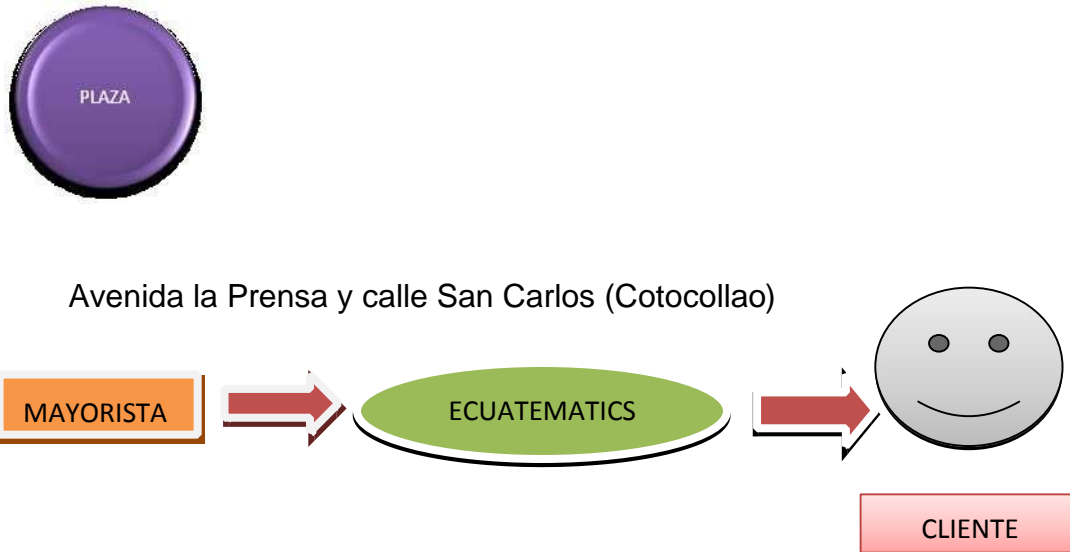 PLAZA
Avenida la Prensa y calle San Carlos (Cotocollao)
MAYORISTA
ECUATEMATICS
CLIENTE